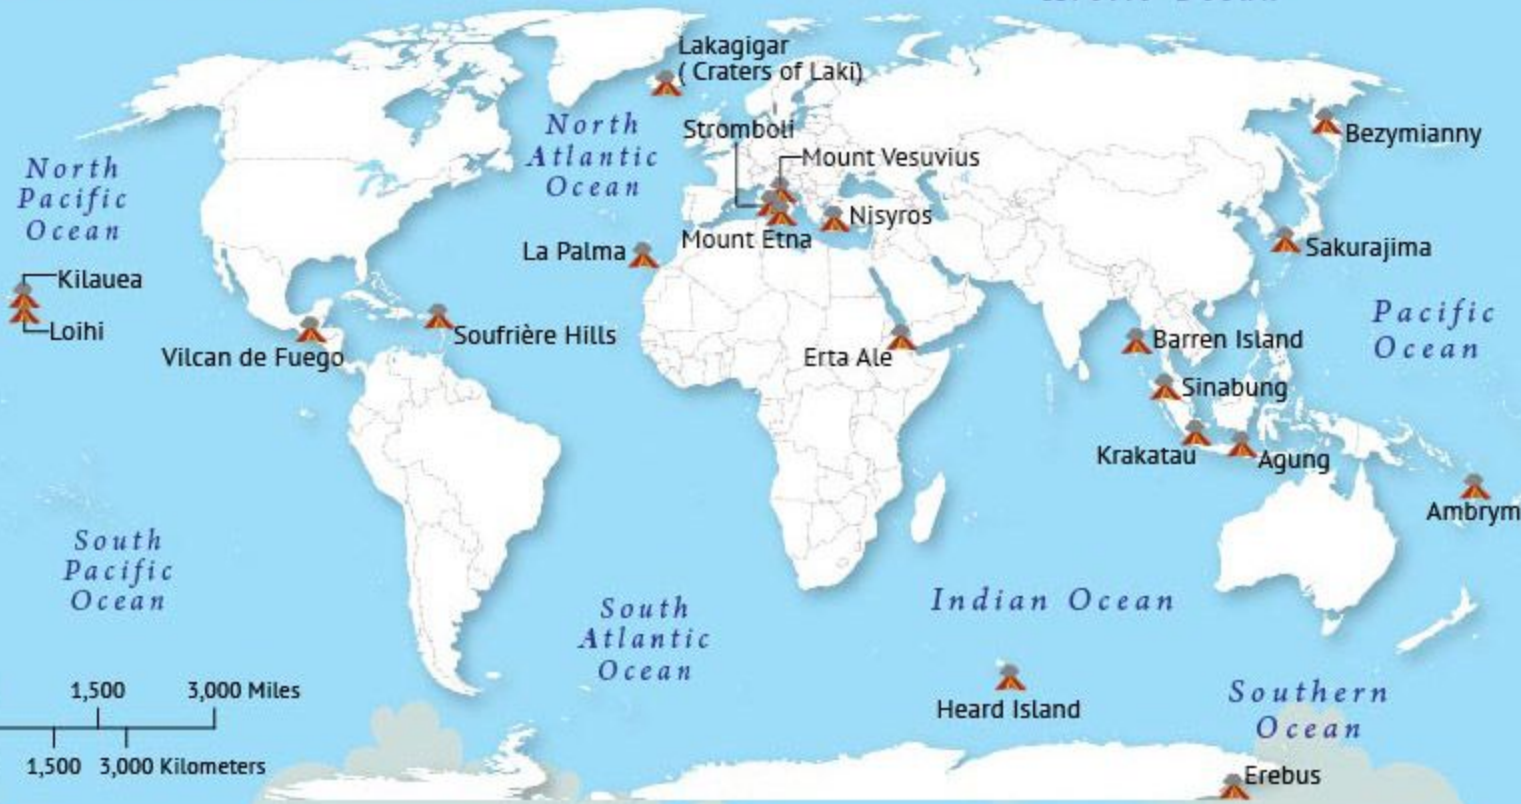 Arctic Ocean
Lakagigar
( Craters of Laki)
North
Atlantic
Ocean
Stromboli
Mount Vesuvius
Bezymianny
North
Pacific
Ocean
Nisyros
Mount Etna
La Palma
Sakurajima
Kilauea
Loihi
Soufrière Hills
Vilcan de Fuego
Erta Ale
Barren Island
Pacific
Ocean
Sinabung
Krakatau
Agung
Ambrym
South
Pacific
Ocean
South
Atlantic
Ocean
Indian Ocean
Heard Island
Southern
Ocean
1,500 3,000 Miles
1,500 3,000 Kilometers
Erebus